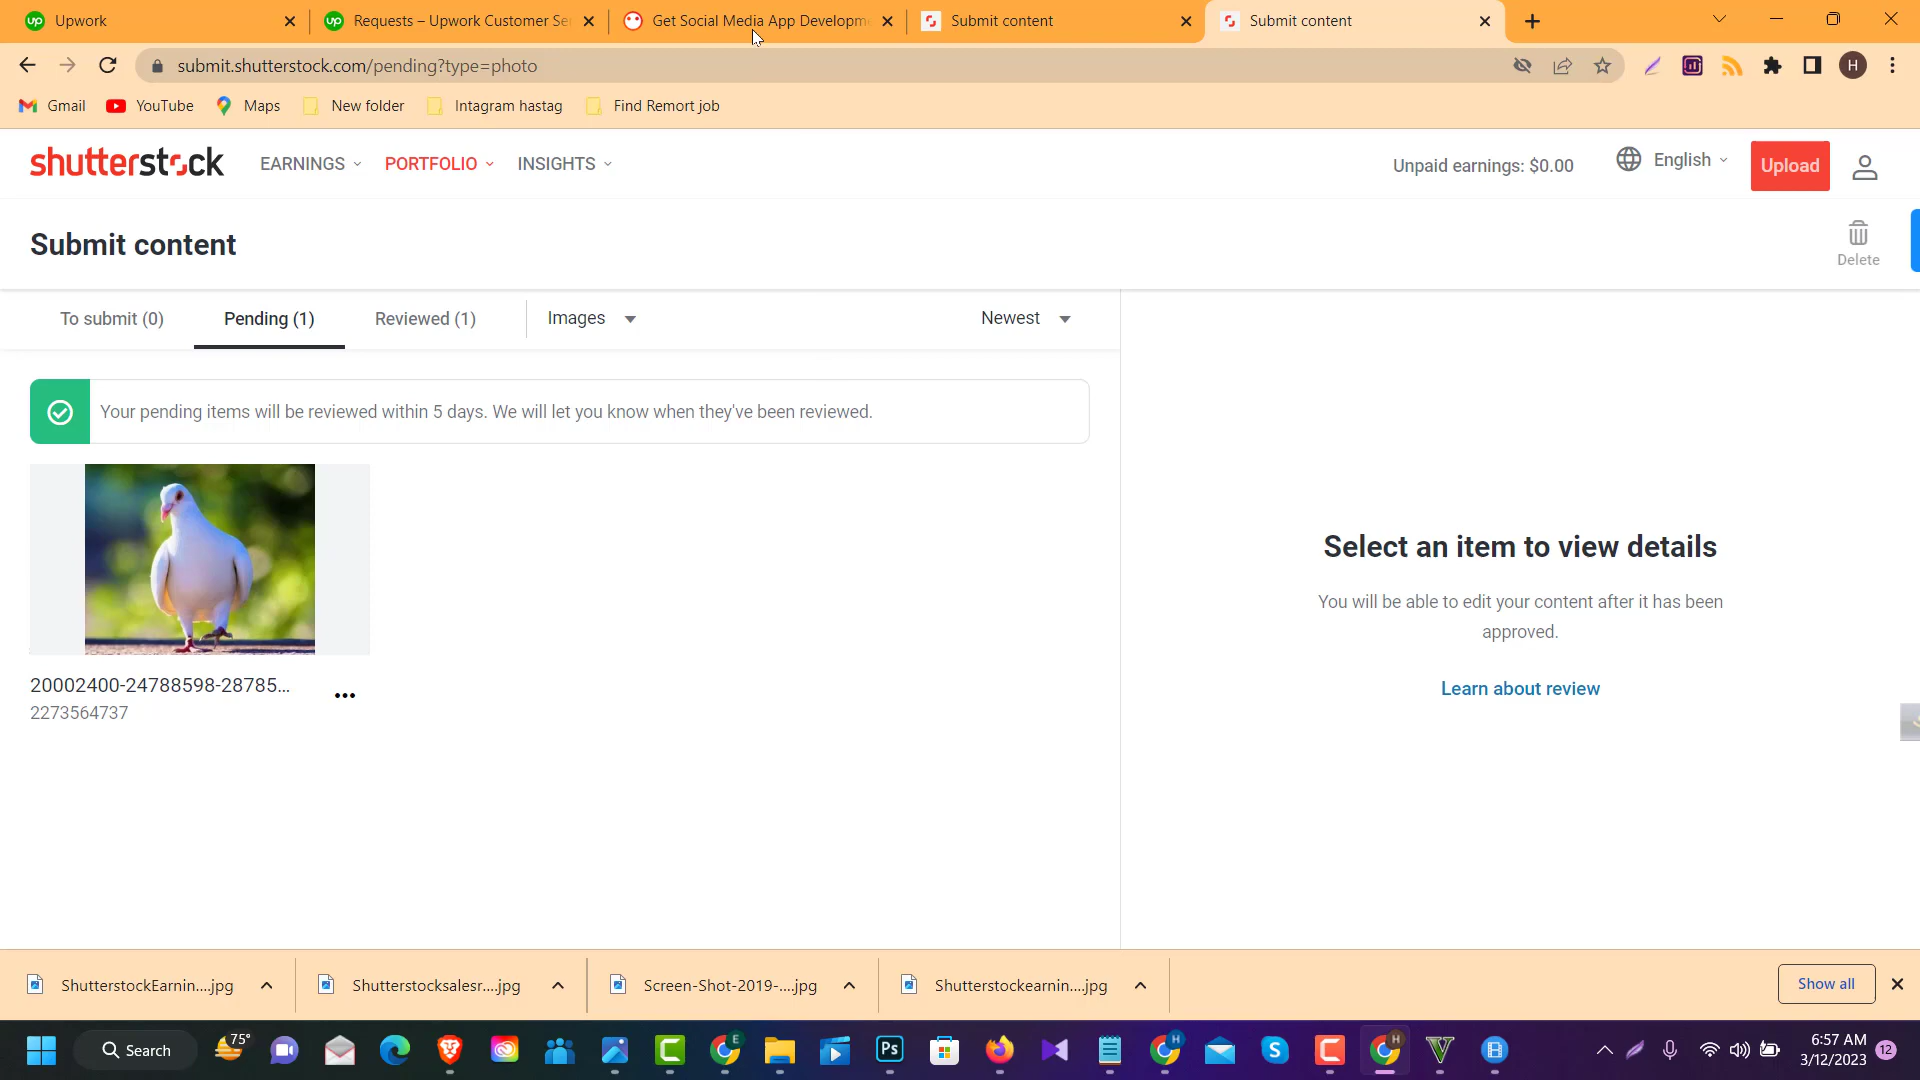 Upwork
Requests – Upwork Customer Se
Get Social Media App Developm
Submit content
Submit content
submit.shutterstock.com/pending?type=photo
H
Gmail
YouTube
Maps
New folder
Intagram hastag
Find Remort job
shutterstock
EARNINGS
PORTFOLIO
INSIGHTS
Unpaid earnings: $0.00
English
Upload
Submit content
Delete
To submit (0)
Pending (1)
Reviewed (1)
Images
Newest
Your pending items will be reviewed within 5 days. We will let you know when they've been reviewed.
20002400-24788598-28785...
2273564737
Select an item to view details
You will be able to edit your content after it has been
approved.
Learn about review
ShutterstockEarnin....jpg
Shutterstocksalesr....jpg
Screen-Shot-2019-....jpg
Shutterstockearnin....jpg
Show all
Search
75°
6:57 AM
3/12/2023
12